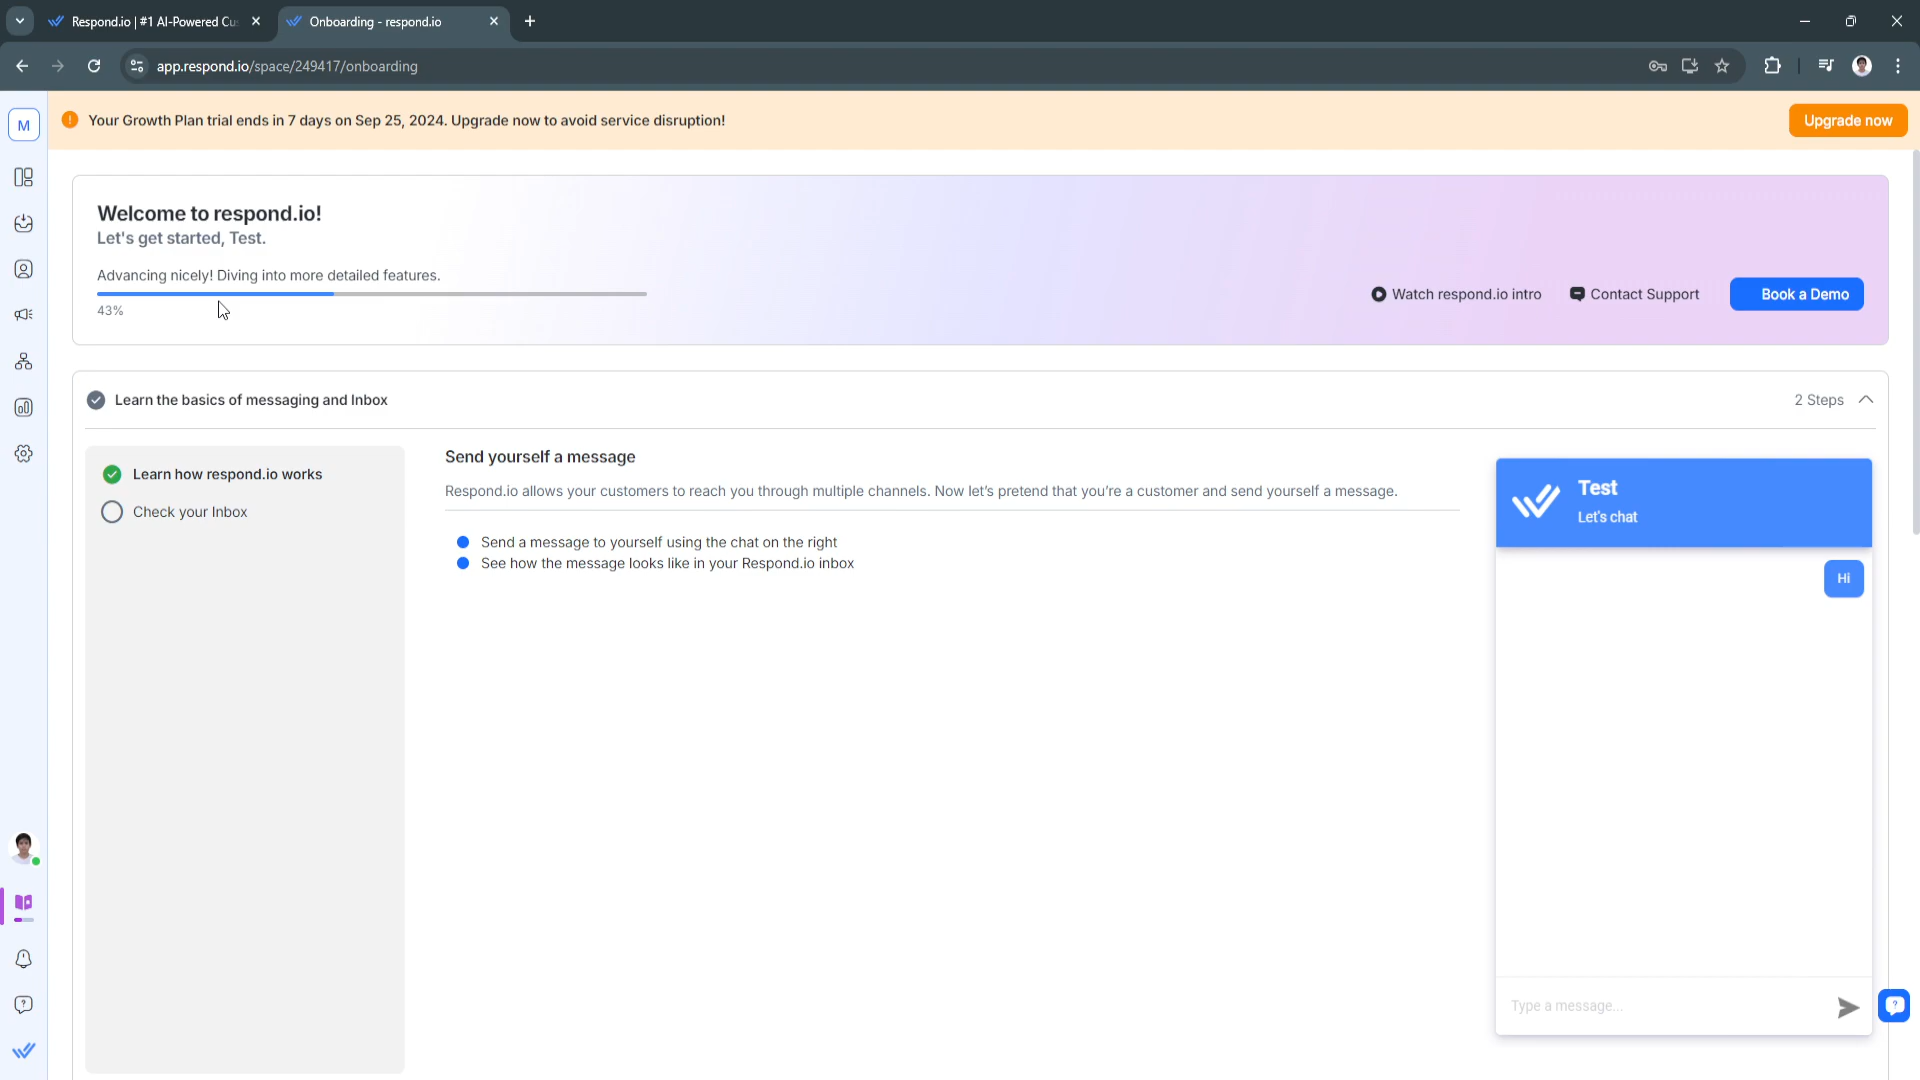 Respond.io | #1 AI-Powered Cu
Onboarding - respond.io
app.respond.io/space/249417/onboarding
M
Your Growth Plan trial ends in 7 days on Sep 25, 2024. Upgrade now to avoid service disruption!
Upgrade now
Welcome to respond.io!
Let's get started, Test.
Advancing nicely! Diving into more detailed features.
43%
Watch respond.io intro
Contact Support
Book a Demo
Learn the basics of messaging and Inbox
2 Steps
Learn how respond.io works
Check your Inbox
Send yourself a message
Respond.io allows your customers to reach you through multiple channels. Now let's pretend that you're a customer and send yourself a message.
Send a message to yourself using the chat on the right
See how the message looks like in your Respond.io inbox
Test
Let's chat
Hi
Type a message...